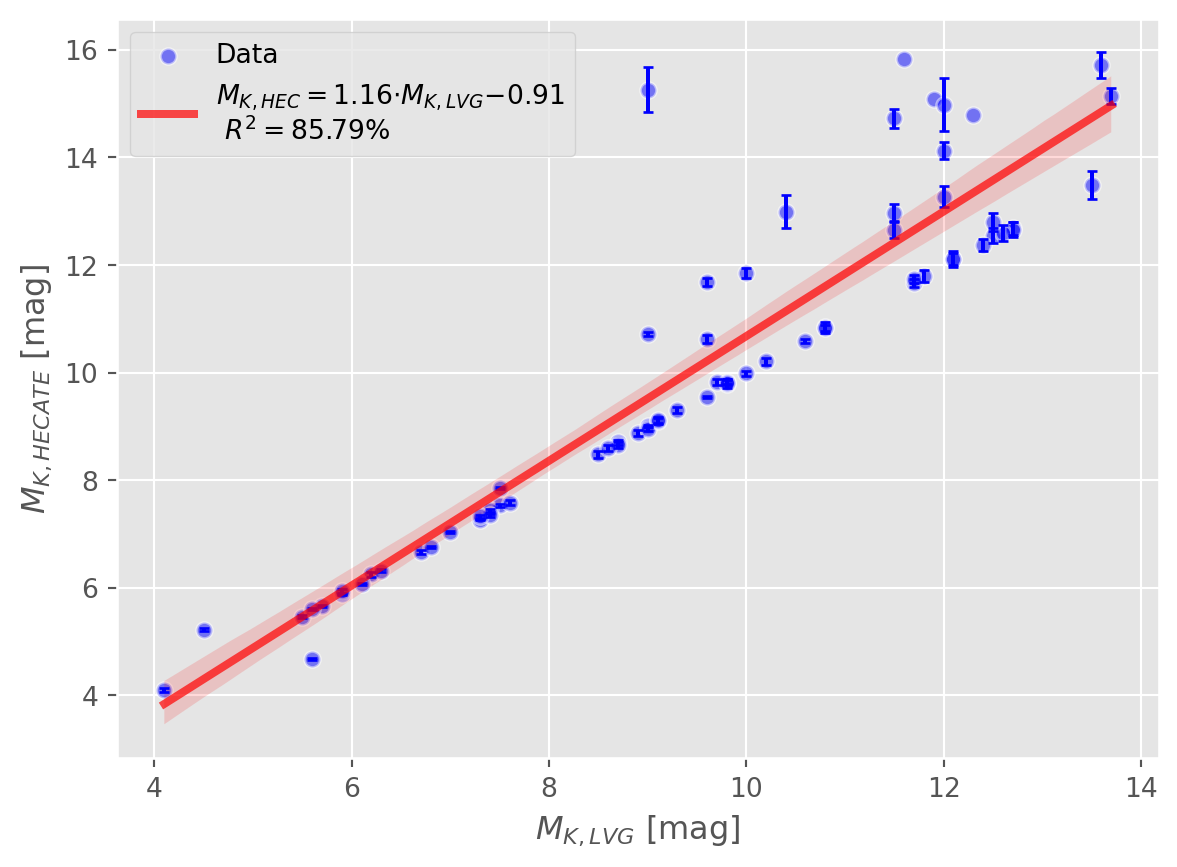 16
14
12
10
8
6
4
M_{K,HECATE} [mag]
Data
M_{K,HEC} = 1.16·M_{K,LVG}−0.91
R^2 = 85.79%
4 6 8 10 12 14
M_{K,LVG} [mag]